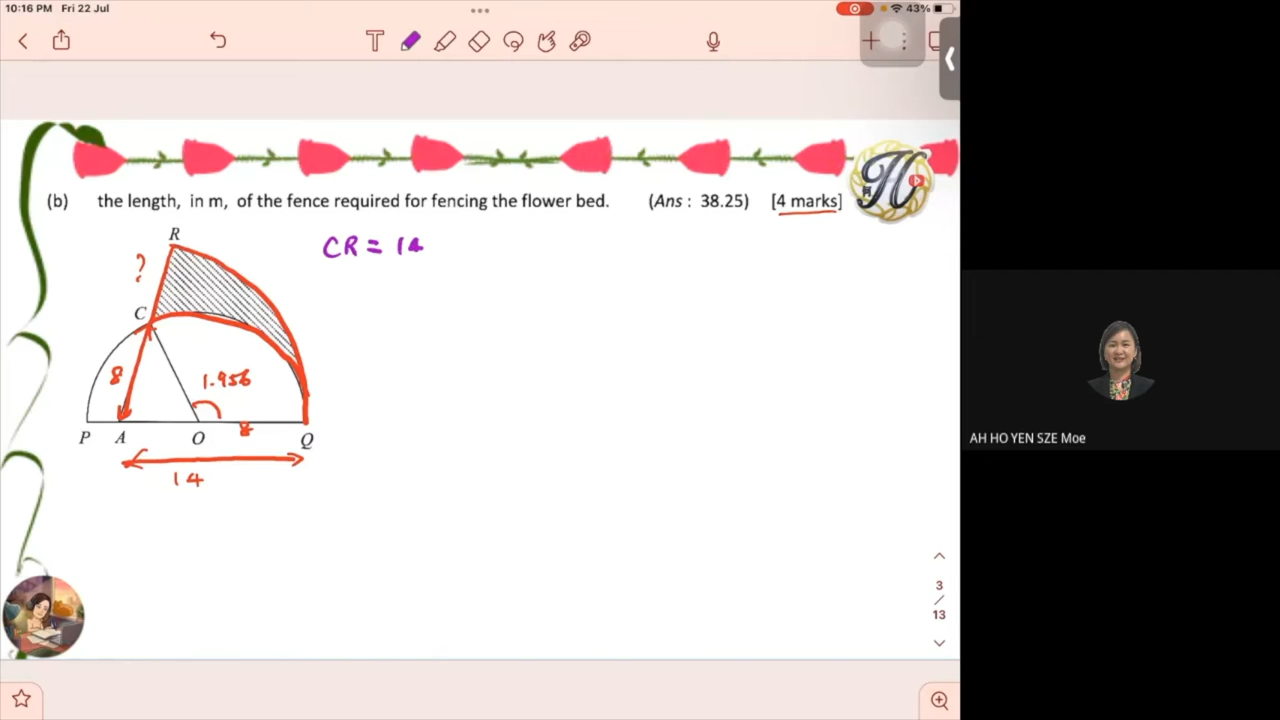 10:16 PM Fri 22 Jul
43%
(b) the length, in m, of the fence required for fencing the flower bed. (Ans : 38.25) [4 marks]
R
CR = 14
?
C
8
1.956
P A O 8 Q
14
AH HO YEN SZE Moe
3
/
13